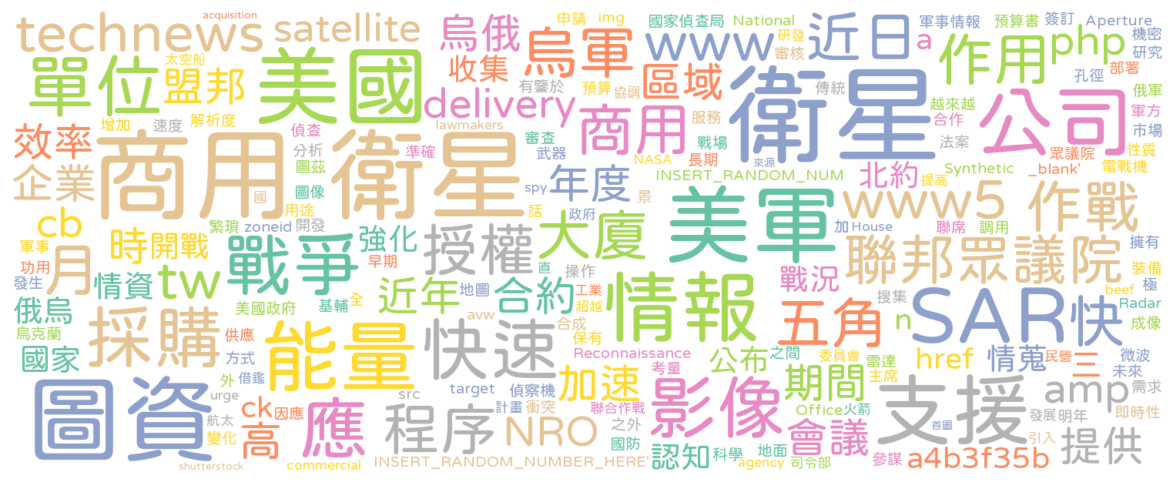 acquisition
technews
satellite
烏俄
烏軍
www
近日
a
作用
php
申請
img
國家偵查局
National
軍事情報
預算書
簽訂
Aperture
太空船
單位
盟邦
美國
收集
區域
研發
審核
衛星
孔徑
機密
研究
部署
有鑒於
預算
協調
傳統
越來越
合作
公司
俄軍
軍方
市場
增加
速度
解析度
delivery
商用
服務
法案
效率
商用衛星
偵查
lawmakers
準確
審查
戰場
武器
NASA
長期
來源
眾議院
性質
_blank'
電戰機
企業
分析
圖茲
圖像
spy
年度
景
INSERT_RANDOM_NUM
北約
提高
Synthetic
國
用途
話
政府
美軍
www5
作戰
cb
繁瑣
zoneid
開發
大廈
加
House
聯席
調用
月
時
開戰
戰爭
強化
早期
授權
聯邦眾議院
擁有
裝備
極
軍事
功用
發生
情資
tw
近年
地圖
直
操作
工業
合約
情報
戰況
搜集
beef
Radar
成像
俄烏
美國政府
基輔
全
超越
SAR
快
烏克蘭
採購
供應
能量
avw
合成
保有
五角
n
國家
方式
快速
Reconnaissance
公布
之間
委員會
雷達
href
情蒐
民營
三
微波
未來
外
借鑑
urge
考量
主席
圖資
target
偵察機
加速
影像
期間
支援
amp
需求
src
計畫
衝突
聯合作戰
Office
火箭
發展
明年
即時性
ck
因應
航太
高
應
程序
NRO
之外
會議
首圖
引入
提供
變化
國防
認知
科學
地面
shutterstock
commercial
INSERT_RANDOM_NUMBER_HERE'
agency
司令部
參謀
a4b3f35b